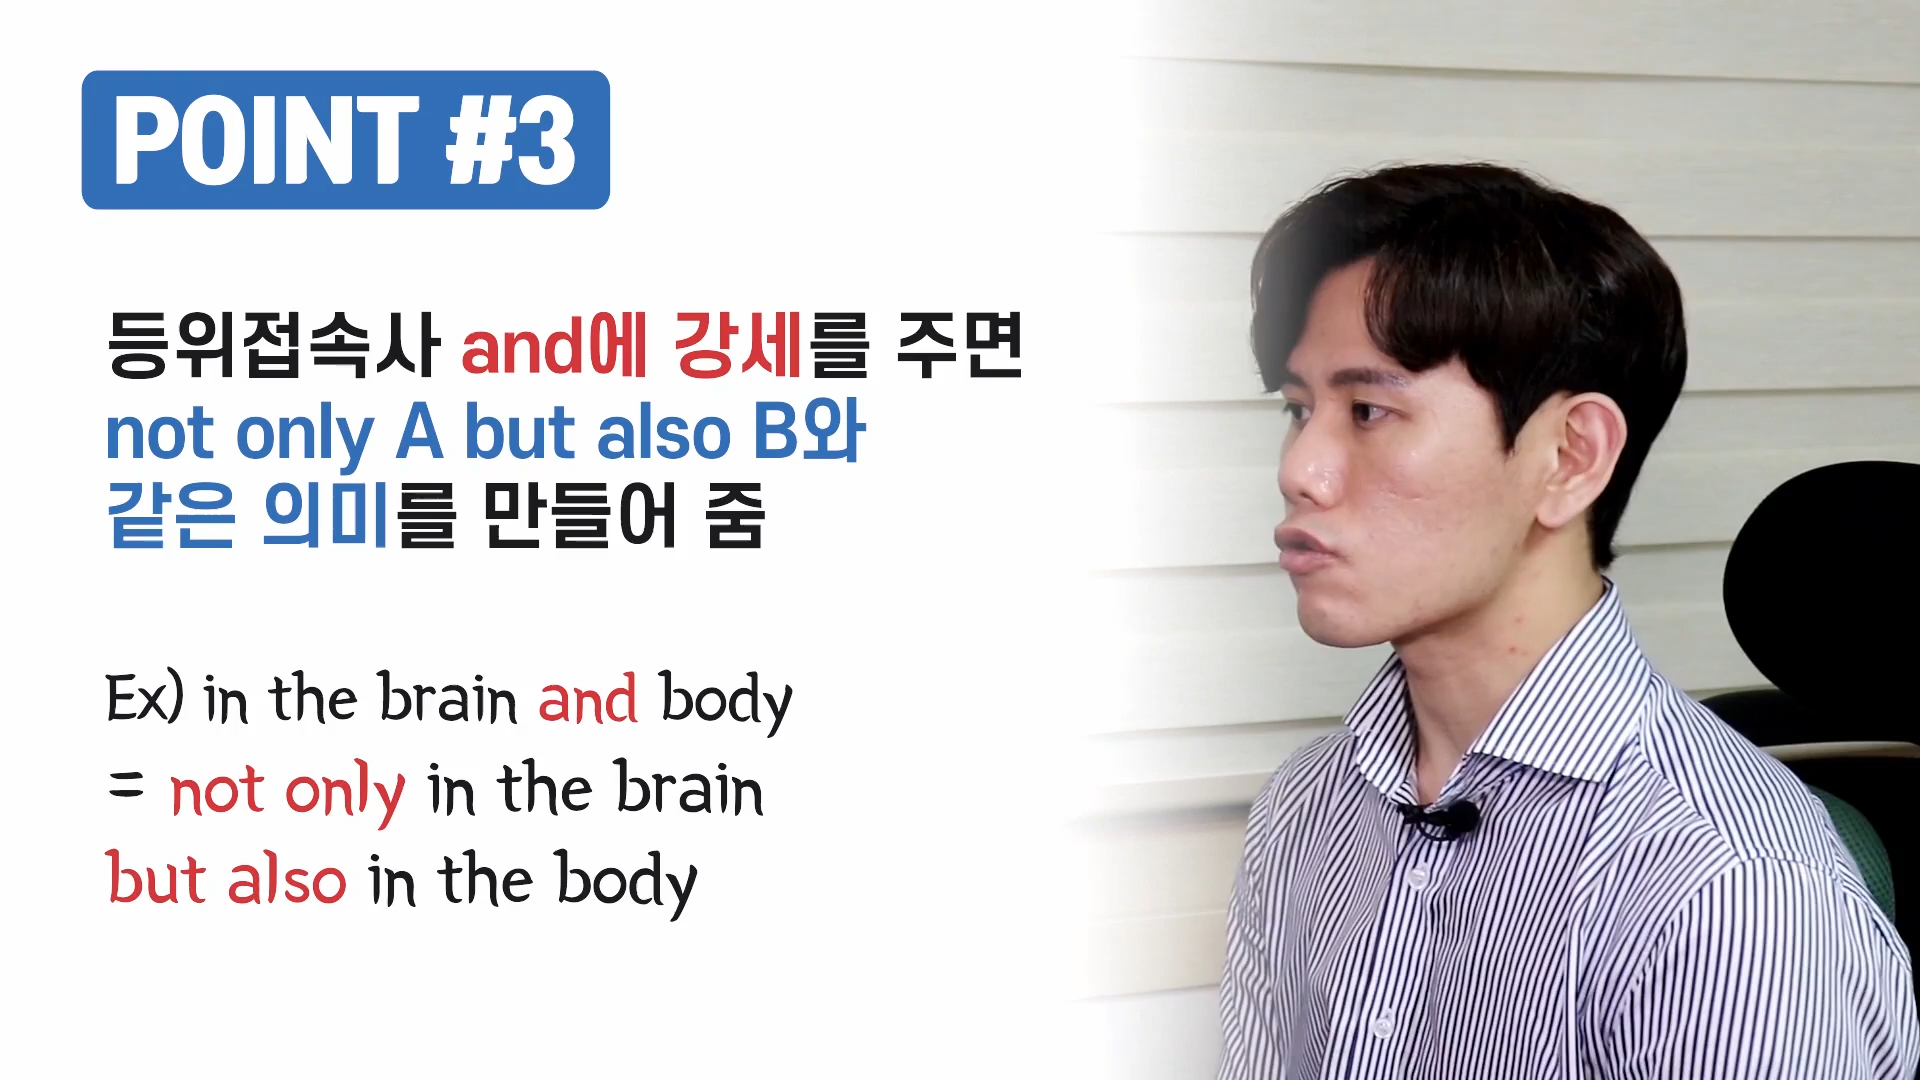 POINT #3
등위접속사 and에 강세를 주면
not only A but also B와
같은 의미를 만들어 줌
Ex) in the brain and body
= not only in the brain
but also in the body